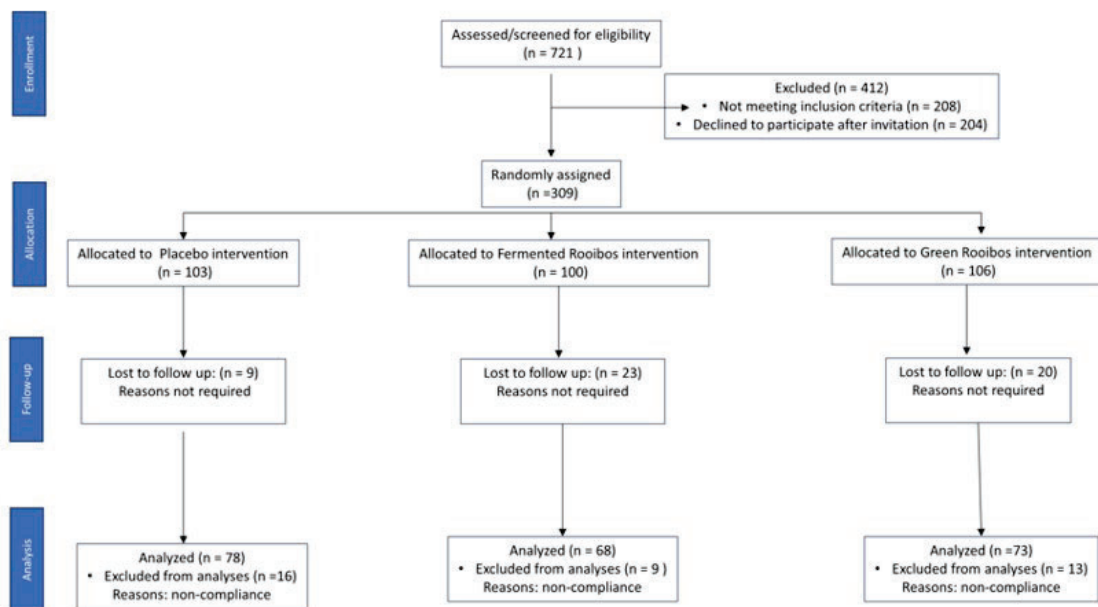 Enrollment
Assessed/screened for eligibility
(n = 721 )
Excluded (n = 412)
• Not meeting inclusion criteria (n = 208)
• Declined to participate after invitation (n = 204)
Randomly assigned
(n =309)
Allocation
Allocated to Placebo intervention
(n = 103)
Allocated to Fermented Rooibos intervention
(n = 100)
Allocated to Green Rooibos intervention
(n = 106)
Follow-up
Lost to follow up: (n = 9)
Reasons not required
Lost to follow up: (n = 23)
Reasons not required
Lost to follow up: (n = 20)
Reasons not required
Analysis
Analyzed (n = 78)
• Excluded from analyses (n =16)
Reasons: non-compliance
Analyzed (n = 68)
• Excluded from analyses (n = 9 )
Reasons: non-compliance
Analyzed (n =73)
• Excluded from analyses (n = 13)
Reasons: non-compliance